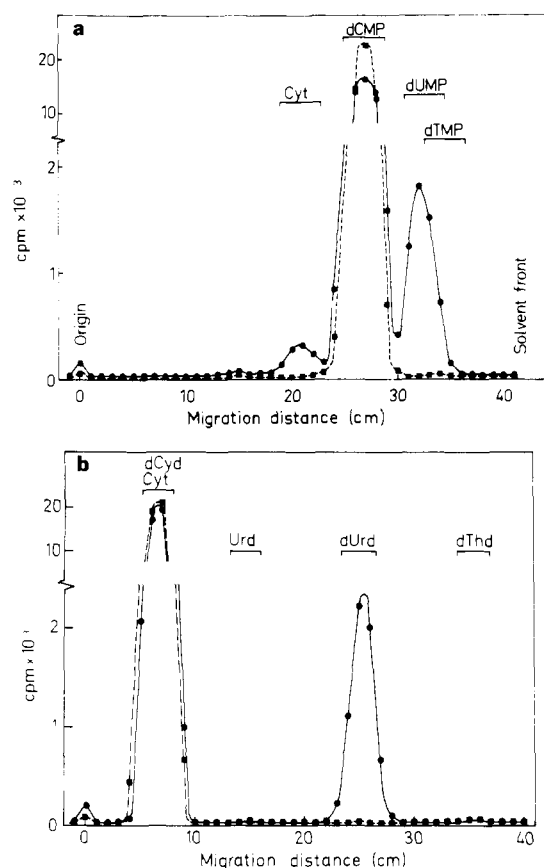 a
dCMP
20
10
Cyt
dUMP
dTMP
2
1
0
cpm × 10⁻³
Origin
Solvent front
0 10 20 30 40
Migration distance (cm)
b
dCyd
Cyt
20
10
Urd
dUrd
dThd
2
1
0
cpm × 10⁻³
0 10 20 30 40
Migration distance (cm)